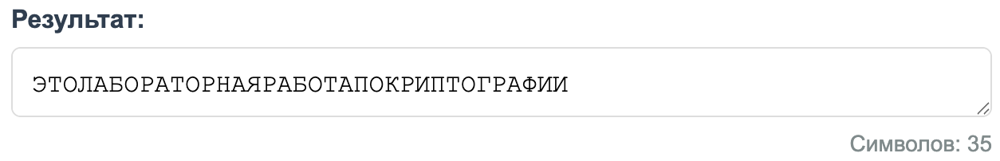 Результат:
ЭТОЛАБОРАТОРНАЯРАБОТАПОКРИПТОГРАФИИ
Символов: 35